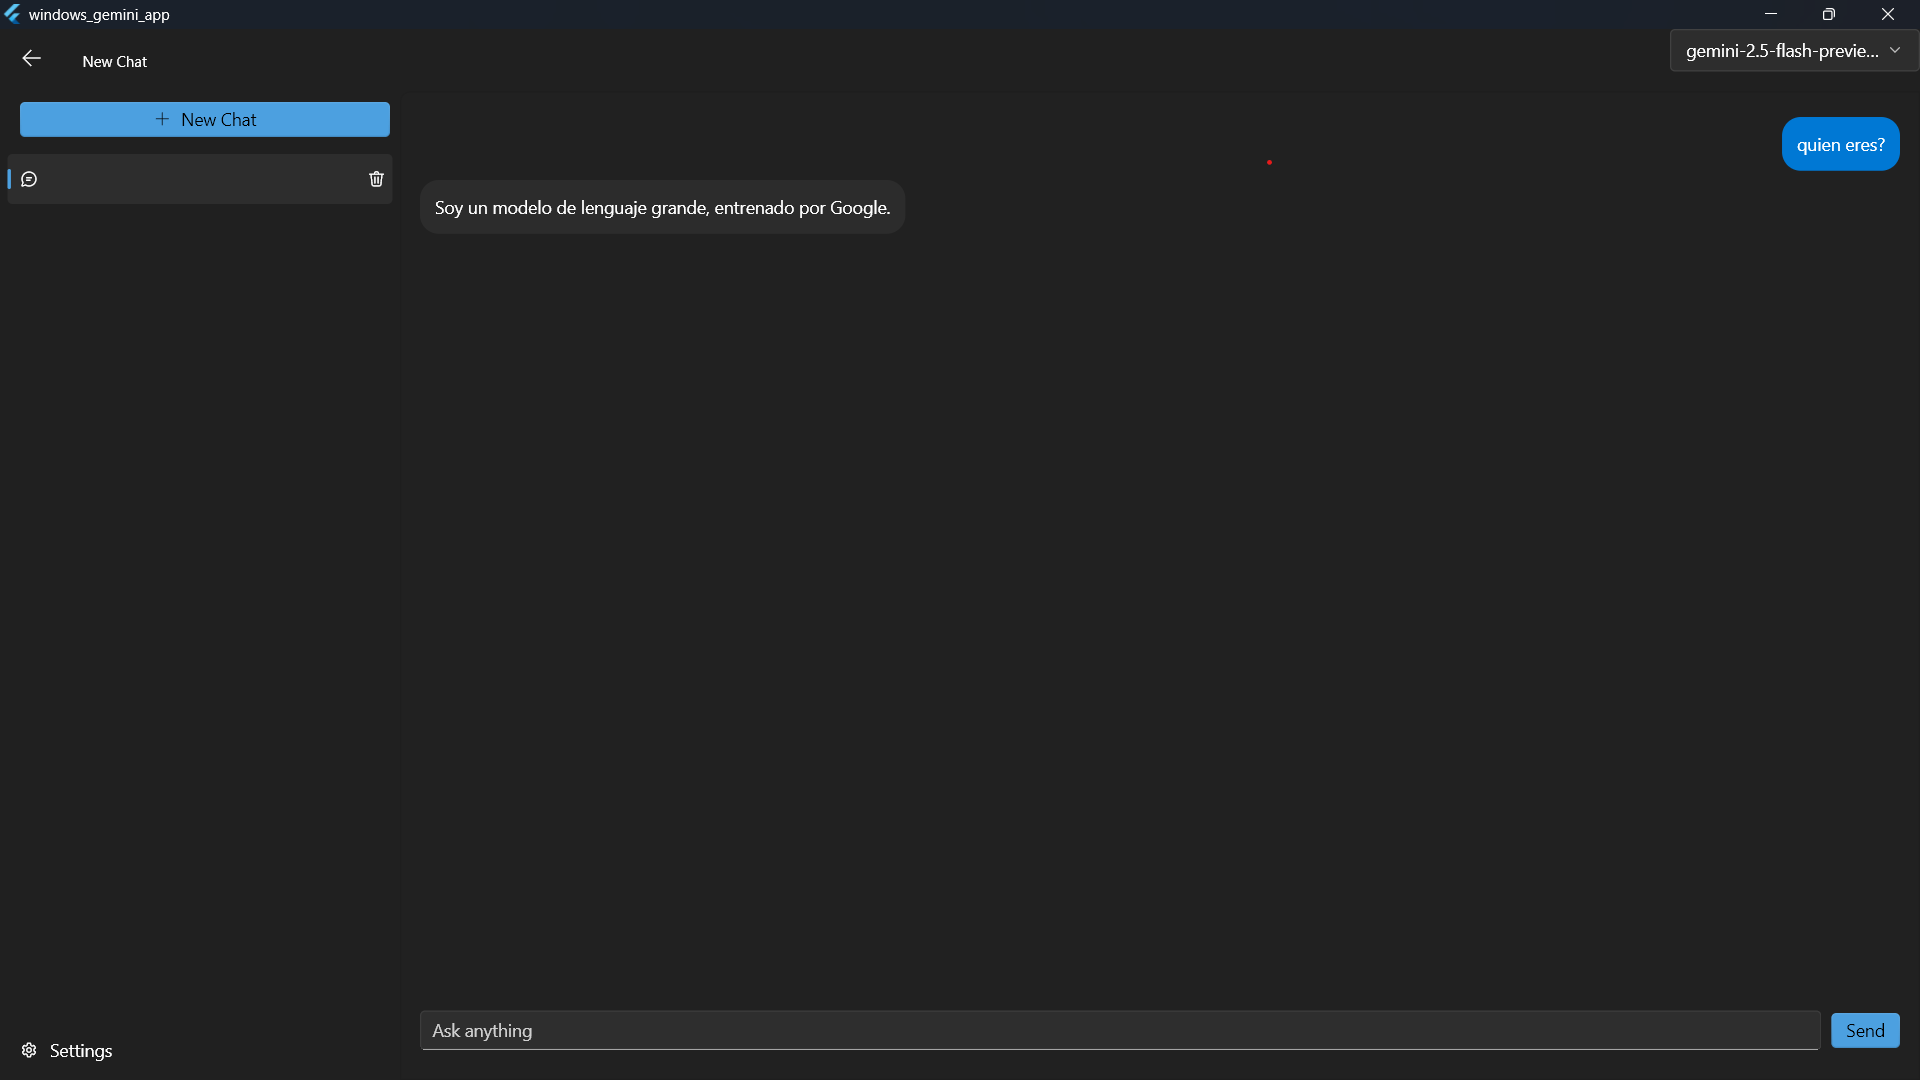 windows_gemini_app
New Chat
gemini-2.5-flash-previe...
New Chat
quien eres?
Soy un modelo de lenguaje grande, entrenado por Google.
Ask anything
Send
Settings